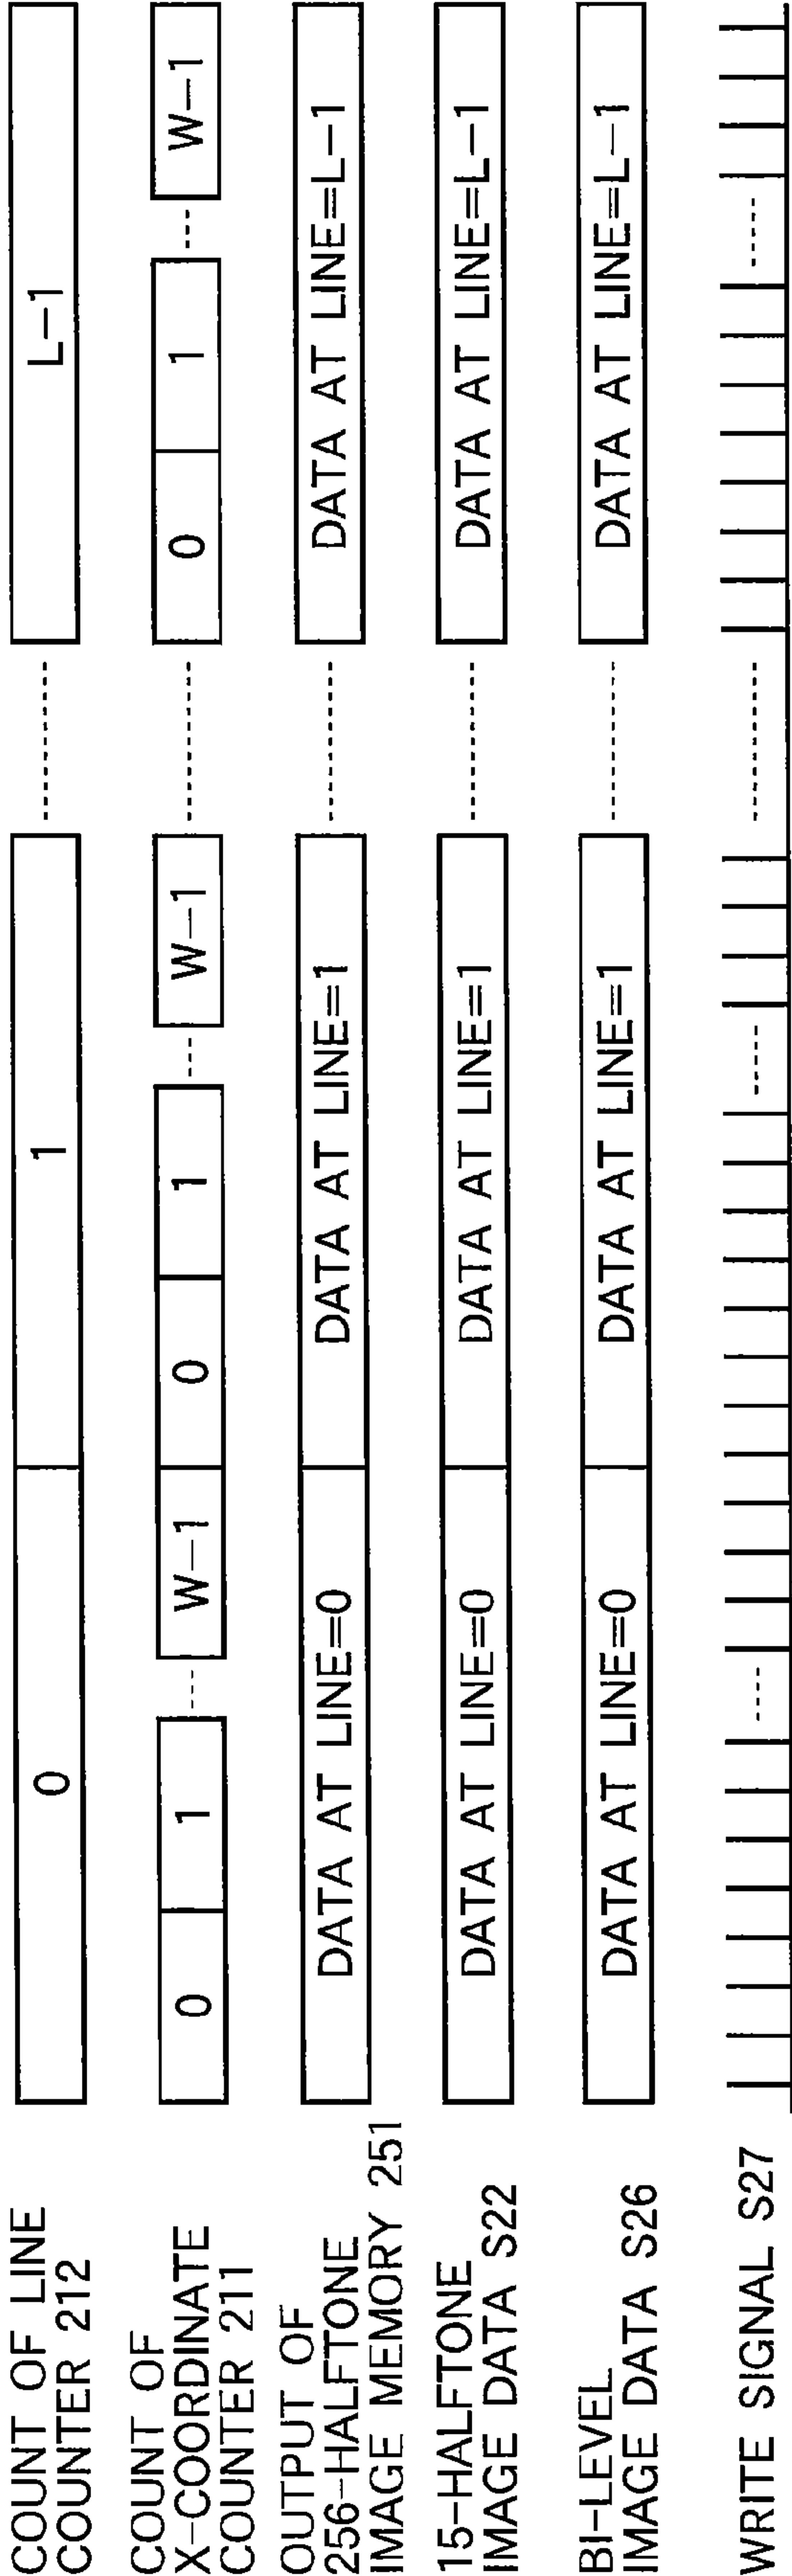 COUNT OF LINE
COUNTER 212
0
1
L-1
COUNT OF
X-COORDINATE
COUNTER 211
0
1
W-1
0
1
W-1
0
1
W-1
OUTPUT OF
256-HALFTONE
IMAGE MEMORY 251
DATA AT LINE=0
DATA AT LINE=1
DATA AT LINE=L-1
15-HALFTONE
IMAGE DATA S22
DATA AT LINE=0
DATA AT LINE=1
DATA AT LINE=L-1
BI-LEVEL
IMAGE DATA S26
DATA AT LINE=0
DATA AT LINE=1
DATA AT LINE=L-1
WRITE SIGNAL S27